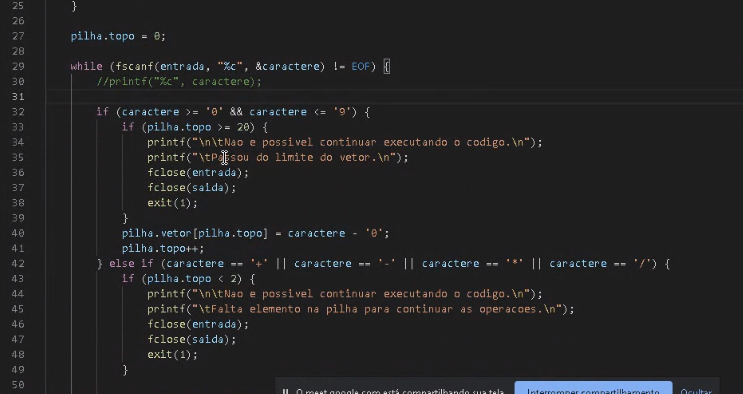 25 }
26
27 pilha.topo = 0;
28
29 while (fscanf(entrada, "%c", &caractere) != EOF) {
30 //printf("%c", caractere);
31
32 if (caractere >= '0' && caractere <= '9') {
33 if (pilha.topo >= 20) {
34 printf("\n\tNao e possivel continuar executando o codigo.\n");
35 printf("\tPassou do limite do vetor.\n");
36 fclose(entrada);
37 fclose(saida);
38 exit(1);
39 }
40 pilha.vetor[pilha.topo] = caractere - '0';
41 pilha.topo++;
42 } else if (caractere == '+' || caractere == '-' || caractere == '*' || caractere == '/') {
43 if (pilha.topo < 2) {
44 printf("\n\tNao e possivel continuar executando o codigo.\n");
45 printf("\tFalta elemento na pilha para continuar as operacoes.\n");
46 fclose(entrada);
47 fclose(saida);
48 exit(1);
49 }
50
O meet.google.com está compartilhando sua tela. Interromper compartilhamento Ocultar